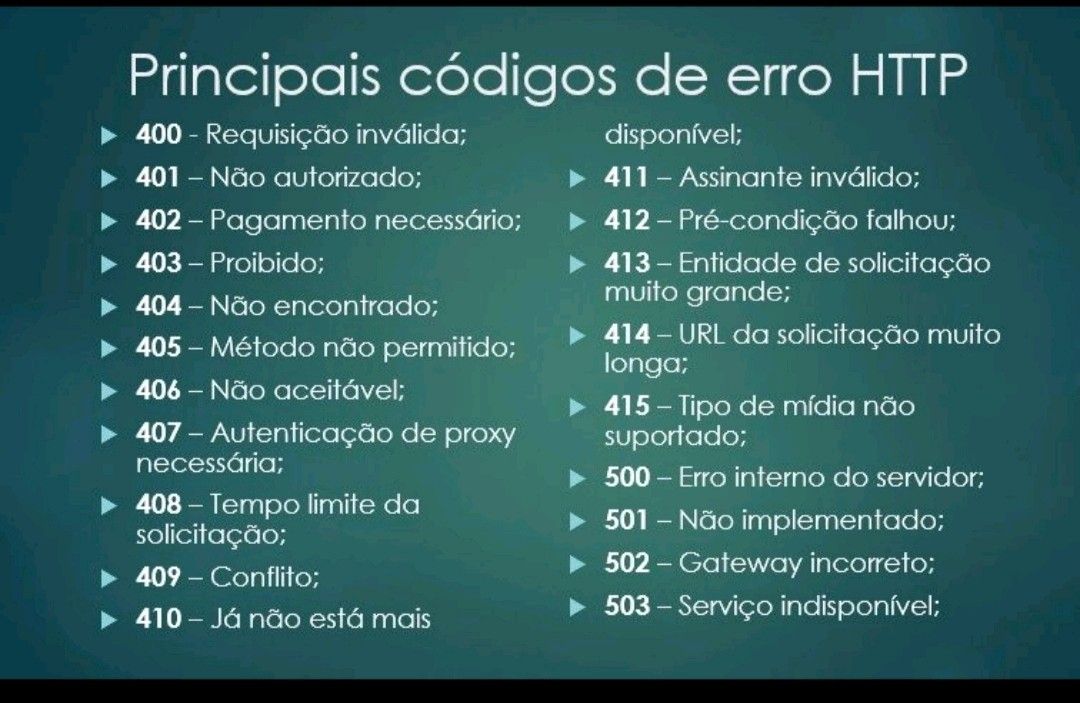 Principais códigos de erro HTTP
400 - Requisição inválida;
401 – Não autorizado;
402 – Pagamento necessário;
403 – Proibido;
404 – Não encontrado;
405 – Método não permitido;
406 – Não aceitável;
407 – Autenticação de proxy
necessária;
408 – Tempo limite da
solicitação;
409 – Conflito;
410 – Já não está mais
disponível;
411 – Assinante inválido;
412 – Pré-condição falhou;
413 – Entidade de solicitação
muito grande;
414 – URL da solicitação muito
longa;
415 – Tipo de mídia não
suportado;
500 – Erro interno do servidor;
501 – Não implementado;
502 – Gateway incorreto;
503 – Serviço indisponível;